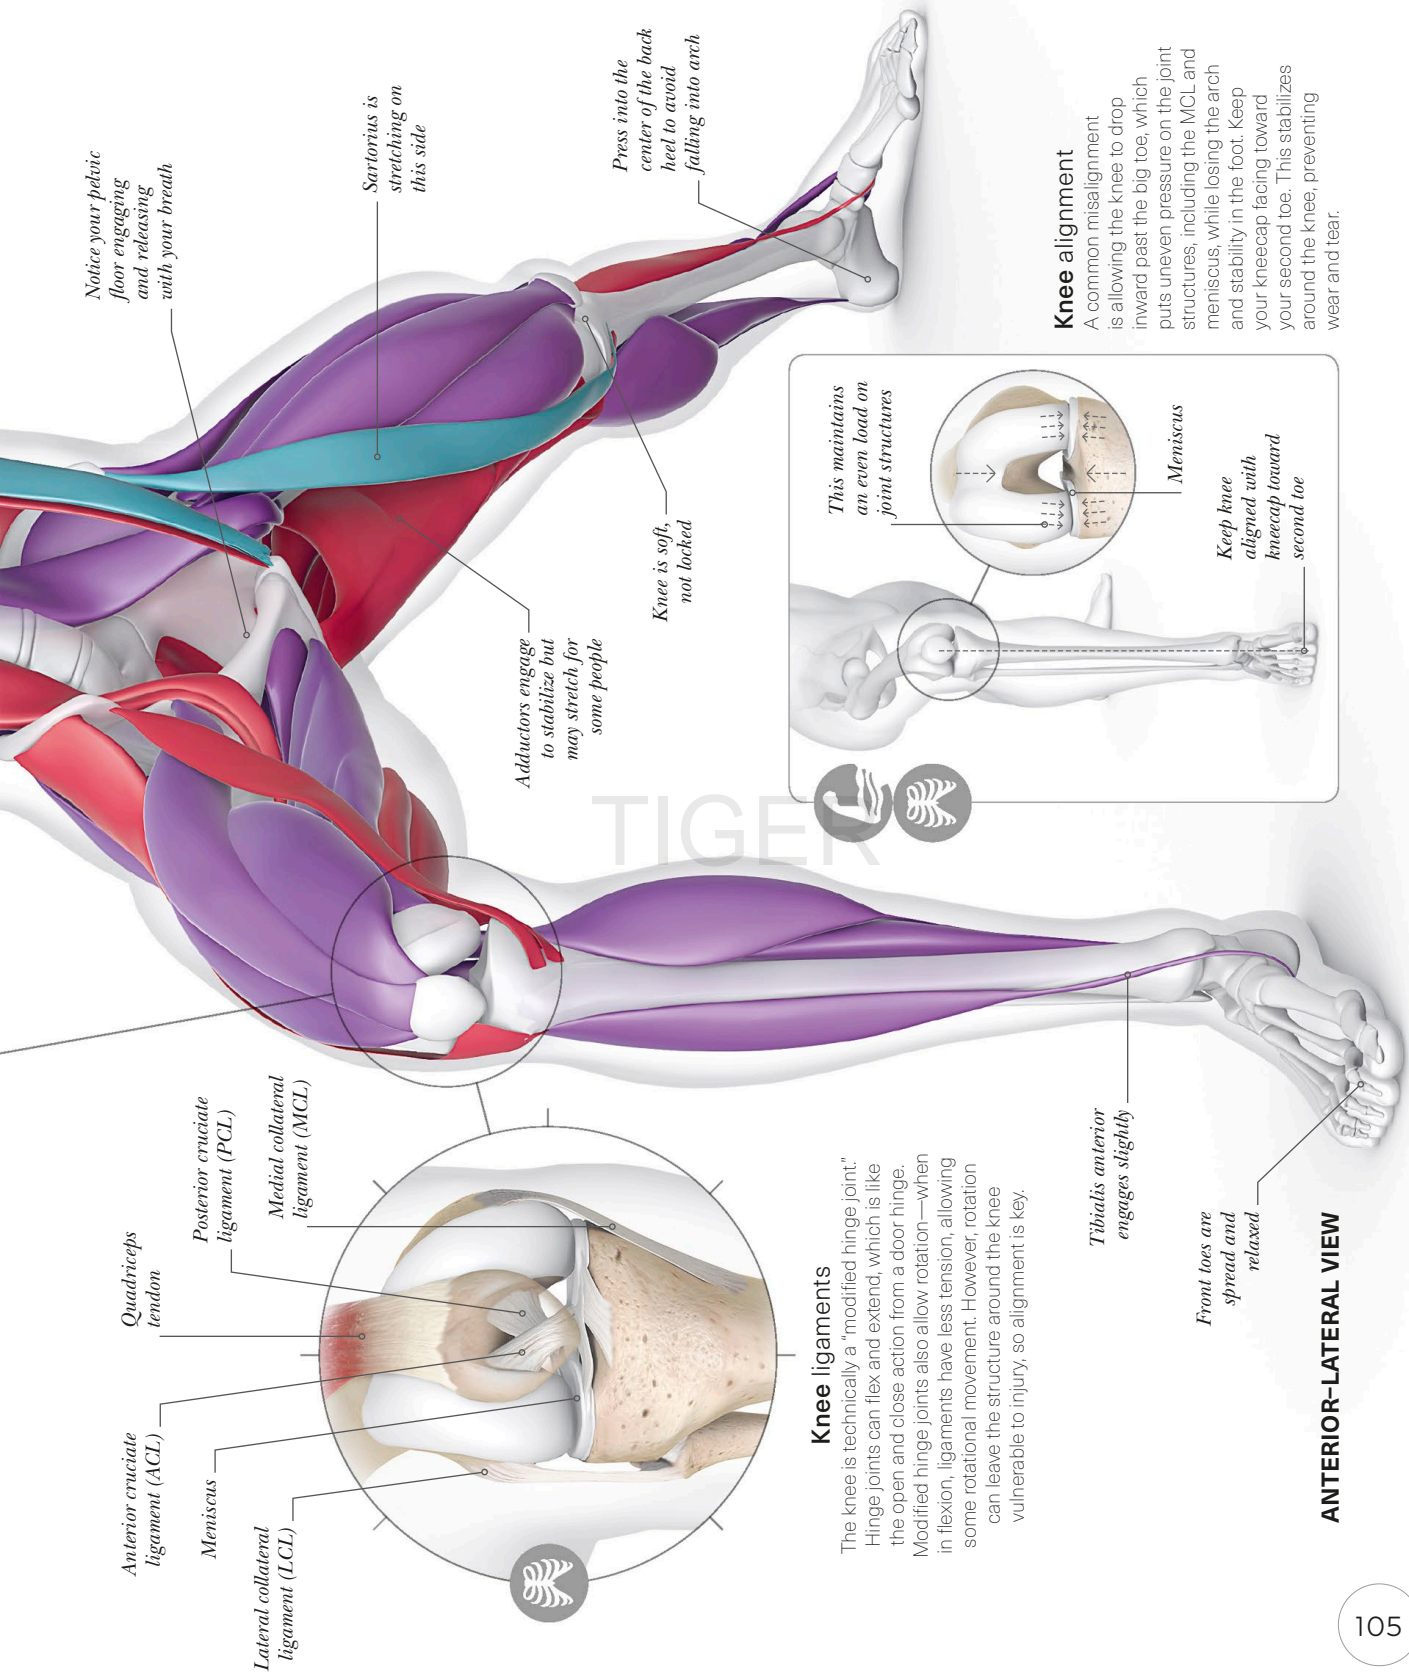 Anterior cruciate
ligament (ACL)
Meniscus
Lateral collateral
ligament (LCL)
Quadriceps
tendon
Posterior cruciate
ligament (PCL)
Medial collateral
ligament (MCL)
Knee ligaments
The knee is technically a “modified hinge joint.”
Hinge joints can flex and extend, which is like
the open and close action from a door hinge.
Modified hinge joints also allow rotation—when
in flexion, ligaments have less tension, allowing
some rotational movement. However, rotation
can leave the structure around the knee
vulnerable to injury, so alignment is key.
Tibialis anterior
engages slightly
Front toes are
spread and
relaxed
ANTERIOR–LATERAL VIEW
105
Notice your pelvic
floor engaging
and releasing
with your breath
Sartorius is
stretching on
this side
Adductors engage
to stabilize but
may stretch for
some people
Knee is soft,
not locked
Press into the
center of the back
heel to avoid
falling into arch
TIGER
This maintains
an even load on
joint structures
Meniscus
Keep knee
aligned with
kneecap toward
second toe
Knee alignment
A common misalignment
is allowing the knee to drop
inward past the big toe, which
puts uneven pressure on the joint
structures, including the MCL and
meniscus, while losing the arch
and stability in the foot. Keep
your kneecap facing toward
your second toe. This stabilizes
around the knee, preventing
wear and tear.